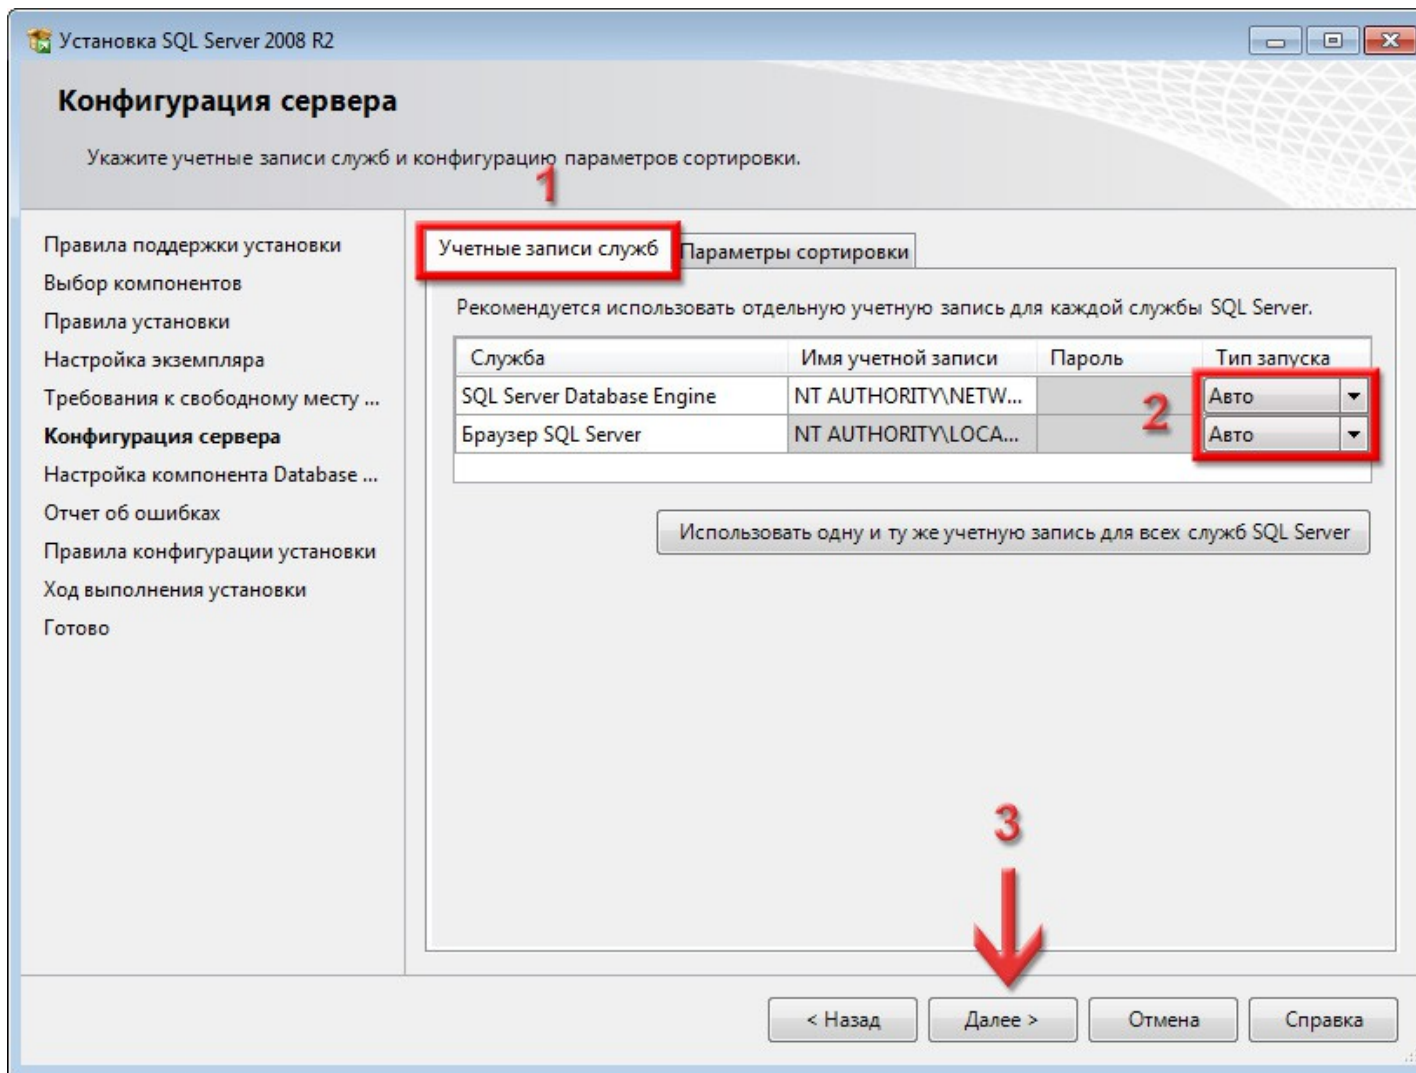 Установка SQL Server 2008 R2
Конфигурация сервера
Укажите учетные записи служб и конфигурацию параметров сортировки.
1
Правила поддержки установки
Выбор компонентов
Правила установки
Настройка экземпляра
Требования к свободному месту ...
Конфигурация сервера
Настройка компонента Database ...
Отчет об ошибках
Правила конфигурации установки
Ход выполнения установки
Готово
Учетные записи служб Параметры сортировки
Рекомендуется использовать отдельную учетную запись для каждой службы SQL Server.
Служба Имя учетной записи Пароль Тип запуска
SQL Server Database Engine NT AUTHORITY\NETW... Авто
2
Браузер SQL Server NT AUTHORITY\LOCA... Авто
Использовать одну и ту же учетную запись для всех служб SQL Server
3
< Назад Далее > Отмена Справка